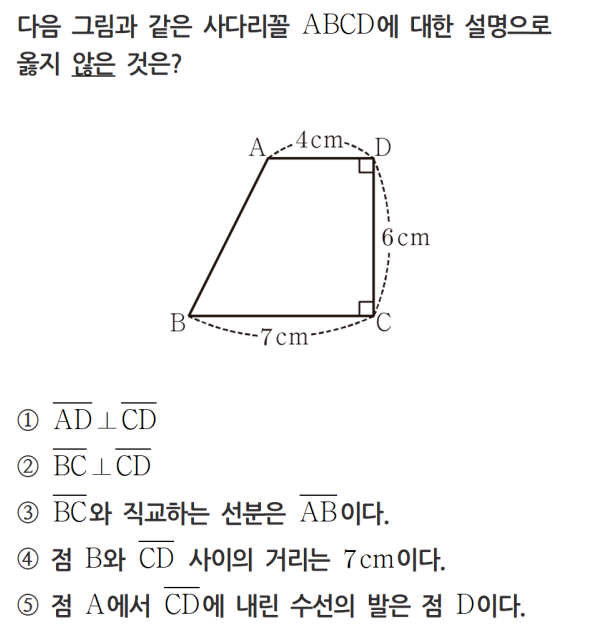 다음 그림과 같은 사다리꼴 ABCD에 대한 설명으로
옳지 않은 것은?
A 4cm D
6cm
B 7cm C
① \overline{AD}⊥\overline{CD}
② \overline{BC}⊥\overline{CD}
③ \overline{BC}와 직교하는 선분은 \overline{AB}이다.
④ 점 B와 \overline{CD} 사이의 거리는 7cm이다.
⑤ 점 A에서 \overline{CD}에 내린 수선의 발은 점 D이다.